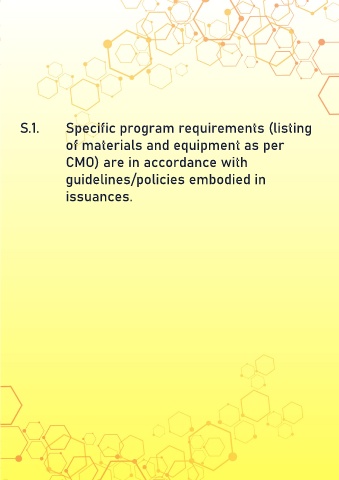 S.1. Specific program requirements (listing
of materials and equipment as per
CMO) are in accordance with
guidelines/policies embodied in
issuances.